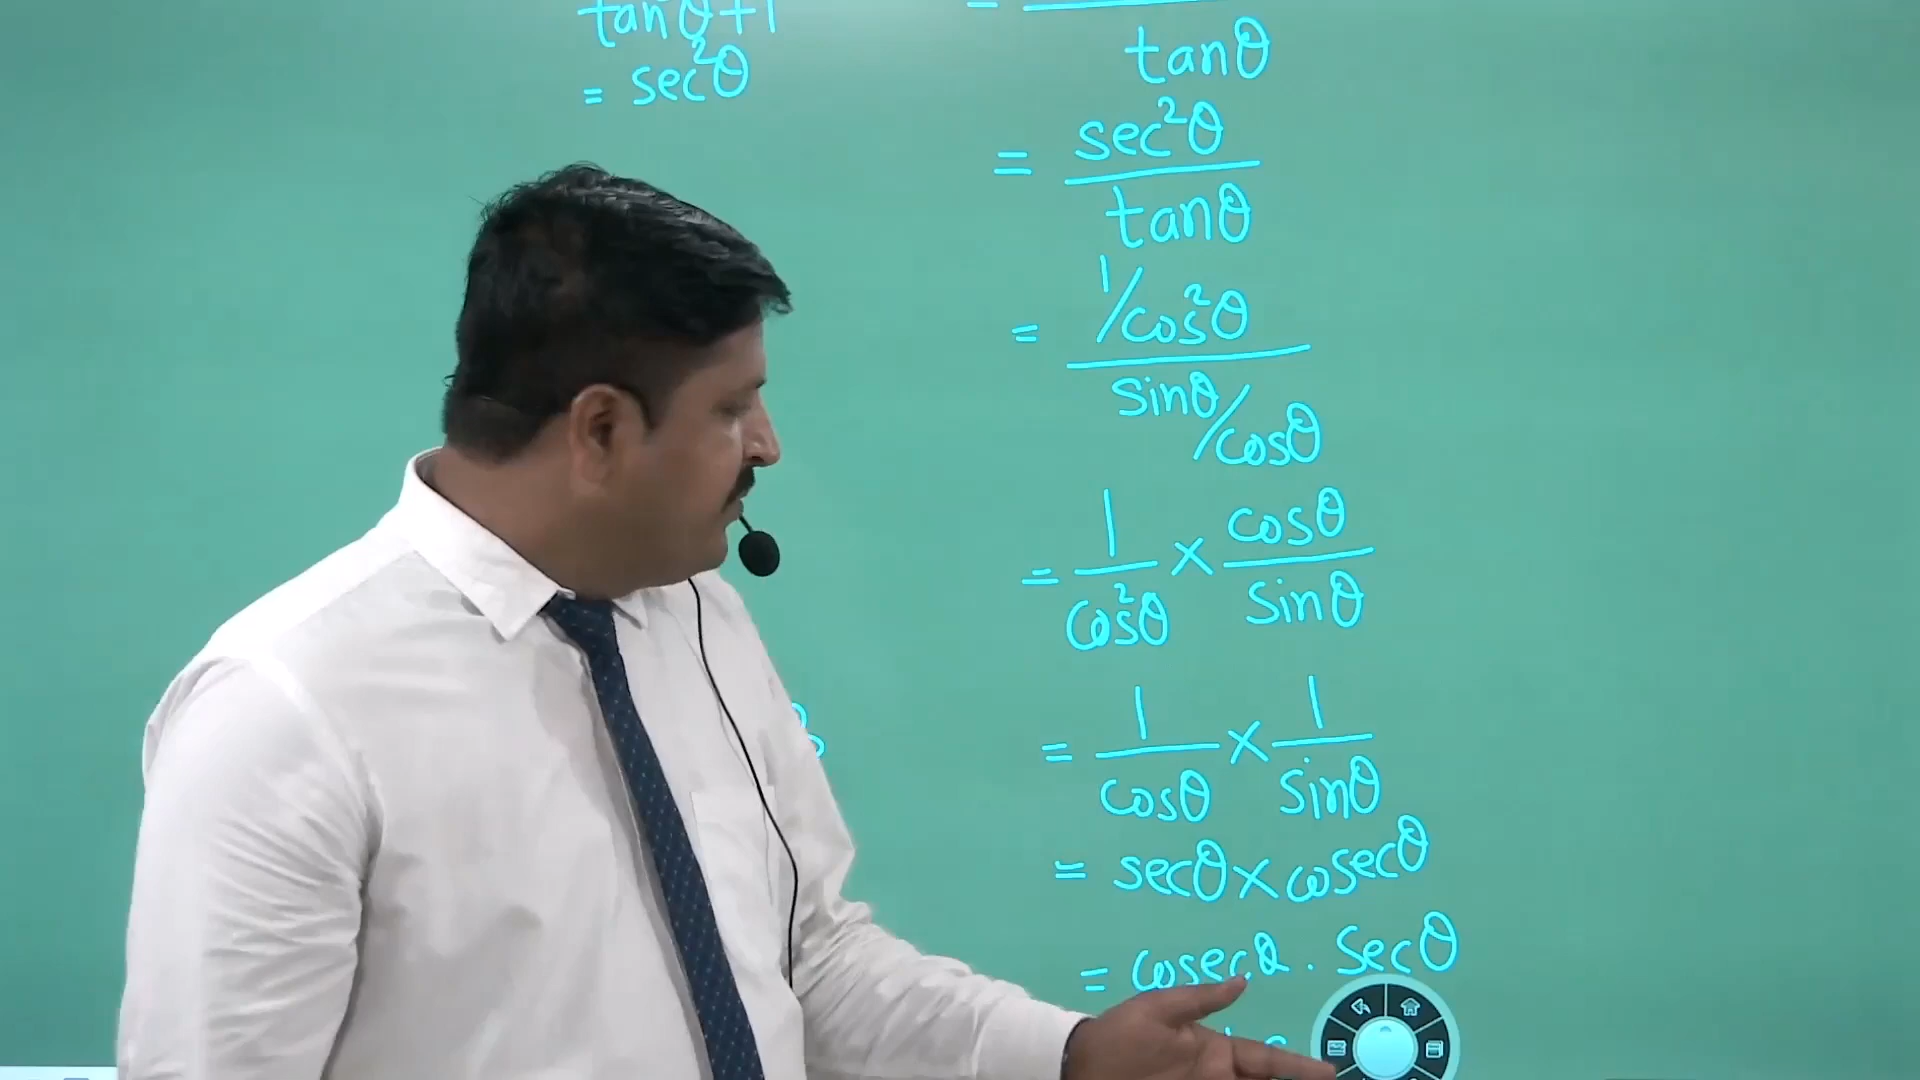 tan²θ+1
= sec²θ
=
tanθ
= sec²θ
tanθ
= 1/cos²θ
sinθ/cosθ
= 1/cos²θ × cosθ/sinθ
= 1/cosθ × 1/sinθ
= secθ × cosecθ
= cosecθ . secθ